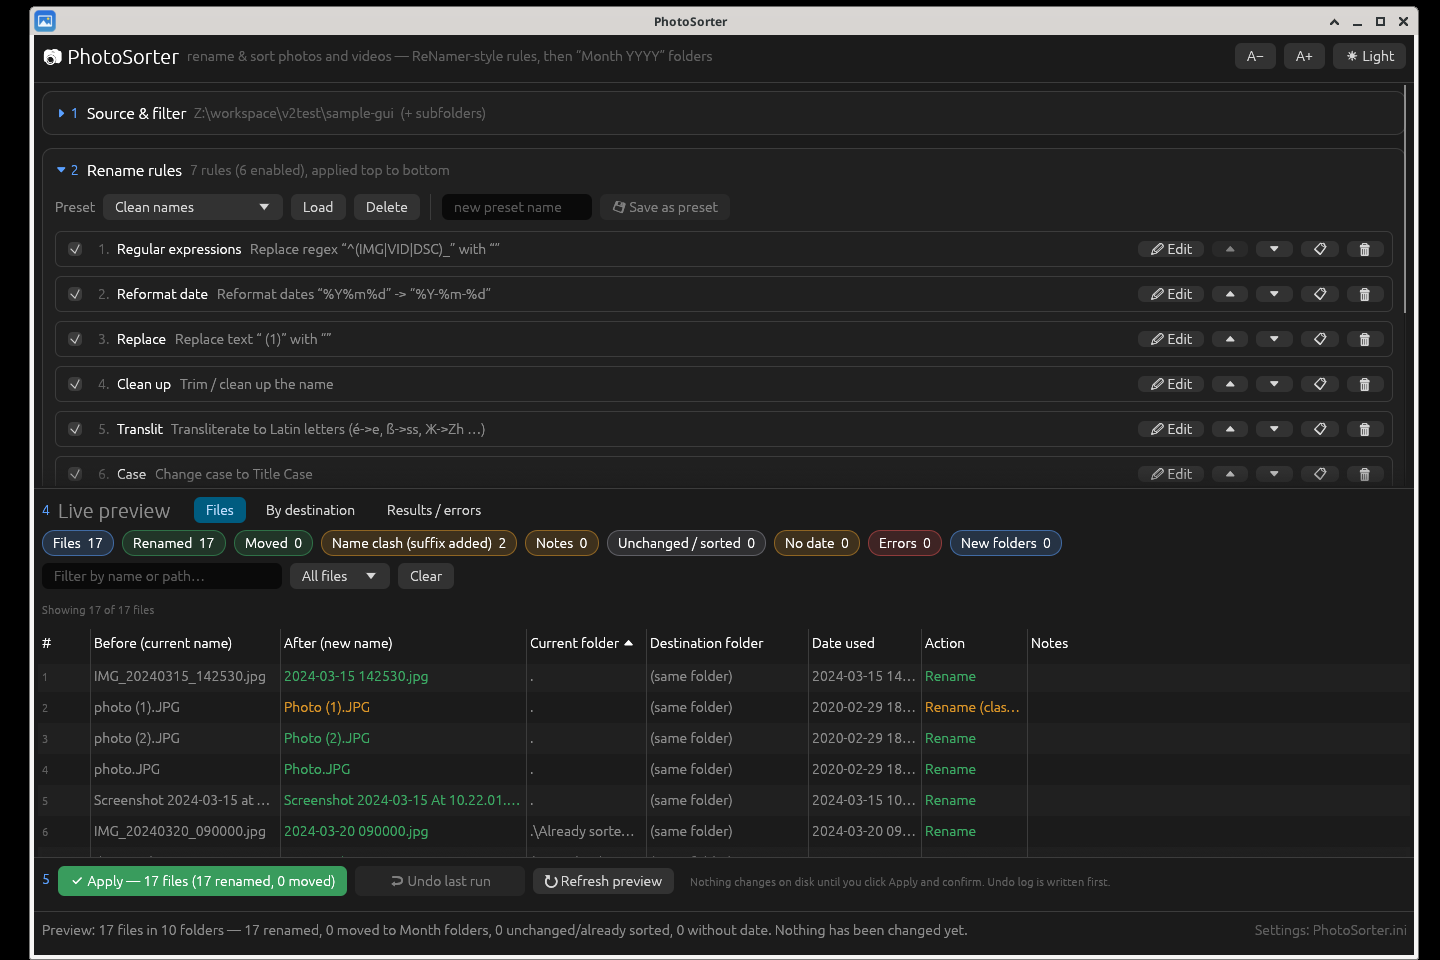 PhotoSorter
PhotoSorter rename & sort photos and videos — ReNamer-style rules, then "Month YYYY" folders A− A+ Light
1 Source & filter Z:\workspace\v2test\sample-gui (+ subfolders)
2 Rename rules 7 rules (6 enabled), applied top to bottom
Preset Clean names Load Delete new preset name Save as preset
1. Regular expressions Replace regex “^(IMG|VID|DSC)_” with “” Edit
2. Reformat date Reformat dates “%Y%m%d” -> “%Y-%m-%d” Edit
3. Replace Replace text “ (1)” with “” Edit
4. Clean up Trim / clean up the name Edit
5. Translit Transliterate to Latin letters (é->e, ß->ss, Ж->Zh …) Edit
6. Case Change case to Title Case Edit
4 Live preview Files By destination Results / errors
Files 17 Renamed 17 Moved 0 Name clash (suffix added) 2 Notes 0 Unchanged / sorted 0 No date 0 Errors 0 New folders 0
Filter by name or path… All files Clear
Showing 17 of 17 files
# Before (current name) After (new name) Current folder Destination folder Date used Action Notes
1 IMG_20240315_142530.jpg 2024-03-15 142530.jpg . (same folder) 2024-03-15 14… Rename
2 photo (1).JPG Photo (1).JPG . (same folder) 2020-02-29 18… Rename (clas…
3 photo (2).JPG Photo (2).JPG . (same folder) 2020-02-29 18… Rename
4 photo.JPG Photo.JPG . (same folder) 2020-02-29 18… Rename
5 Screenshot 2024-03-15 at … Screenshot 2024-03-15 At 10.22.01.… . (same folder) 2024-03-15 10… Rename
6 IMG_20240320_090000.jpg 2024-03-20 090000.jpg .\Already sorte… (same folder) 2024-03-20 09… Rename
5 Apply — 17 files (17 renamed, 0 moved) Undo last run Refresh preview Nothing changes on disk until you click Apply and confirm. Undo log is written first.
Preview: 17 files in 10 folders — 17 renamed, 0 moved to Month folders, 0 unchanged/already sorted, 0 without date. Nothing has been changed yet. Settings: PhotoSorter.ini